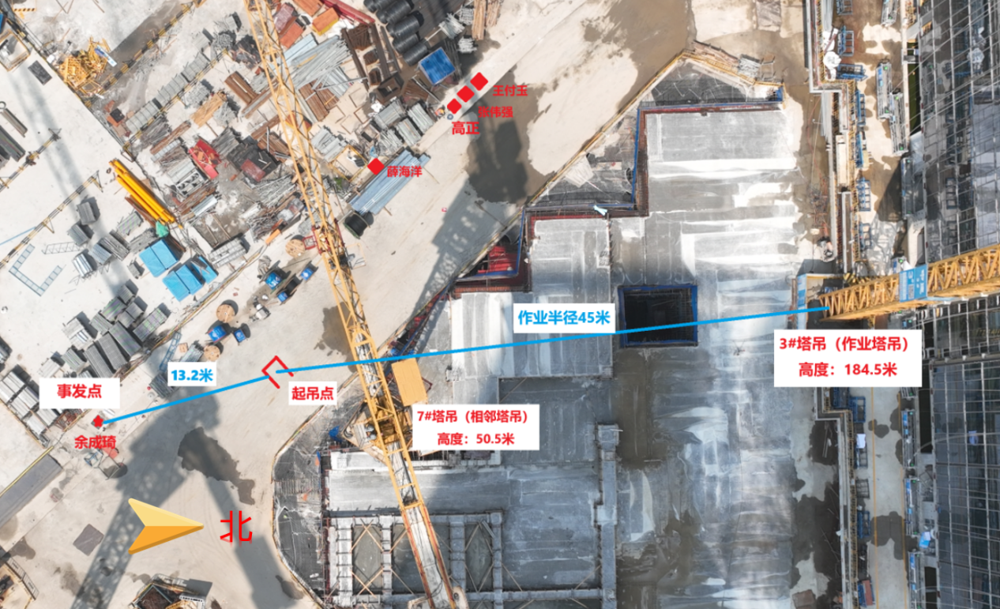 王付玉
张伟强
高正
薛海洋
作业半径45米
3#塔吊（作业塔吊）
高度：184.5米
13.2米
起吊点
事发点
余成琦
7#塔吊（相邻塔吊）
高度：50.5米
北